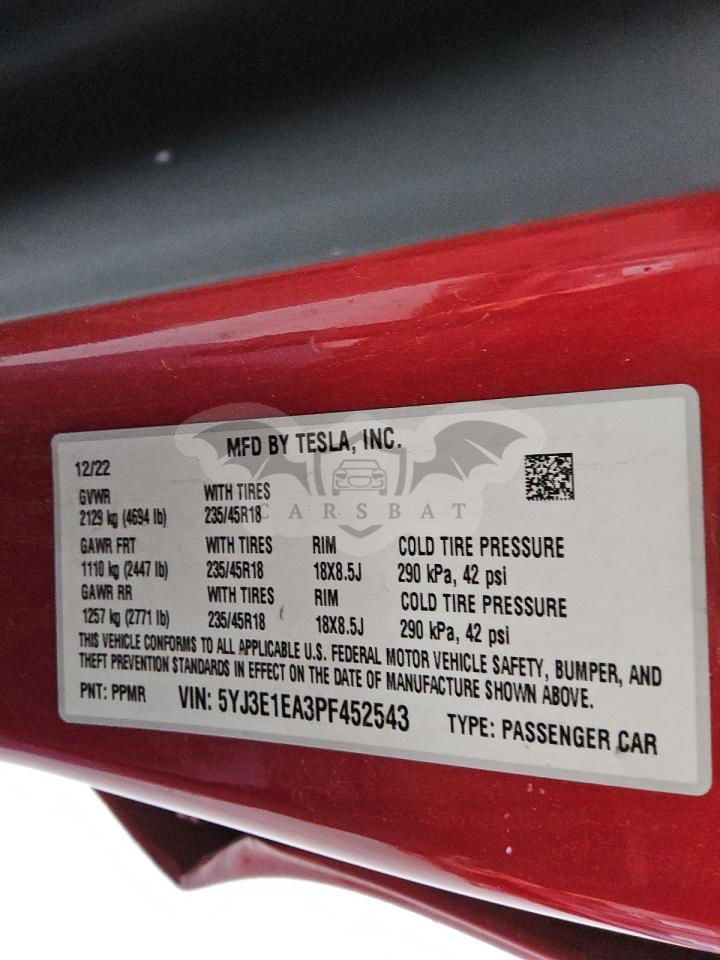 MFD BY TESLA, INC.
12/22
GVWR WITH TIRES
2129 kg (4694 lb) 235/45R18
CARSBAT
GAWR FRT WITH TIRES RIM COLD TIRE PRESSURE
1110 kg (2447 lb) 235/45R18 18X8.5J 290 kPa, 42 psi
GAWR RR WITH TIRES RIM COLD TIRE PRESSURE
1257 kg (2771 lb) 235/45R18 18X8.5J 290 kPa, 42 psi
THIS VEHICLE CONFORMS TO ALL APPLICABLE U.S. FEDERAL MOTOR VEHICLE SAFETY, BUMPER, AND
THEFT PREVENTION STANDARDS IN EFFECT ON THE DATE OF MANUFACTURE SHOWN ABOVE.
PNT: PPMR VIN: 5YJ3E1EA3PF452543 TYPE: PASSENGER CAR